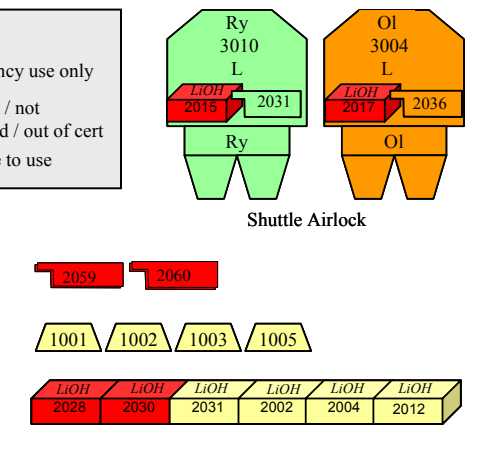 ncy use only
/ not
d / out of cert
e to use
Ry
3010
L
LiOH
2015
2031
Ry
Ol
3004
L
LiOH
2017
2036
Ol
Shuttle Airlock
2059 2060
1001 1002 1003 1005
LiOH LiOH LiOH LiOH LiOH LiOH
2028 2030 2031 2002 2004 2012